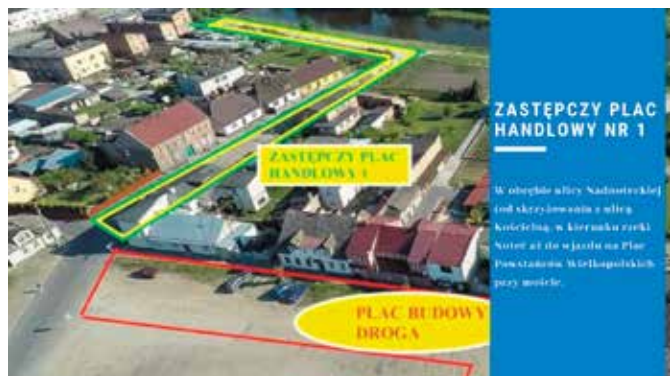 ZASTĘPCZY PLAC
HANDLOWY 1
PLAC BUDOWY
DROGA
ZASTĘPCZY PLAC
HANDLOWY NR 1
W obrębie ulicy Nadnoteckiej
(od skrzyżowania z ulicą
Kościelną, w kierunku rzeki
Noteć aż do wjazdu na Plac
Powstańców Wielkopolskich
przy moście.